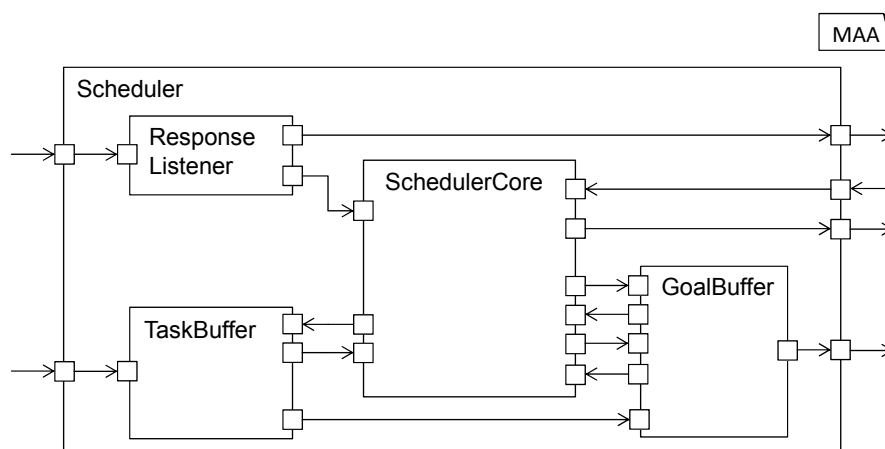 MAA
Scheduler
Response
Listener
SchedulerCore
GoalBuffer
TaskBuffer